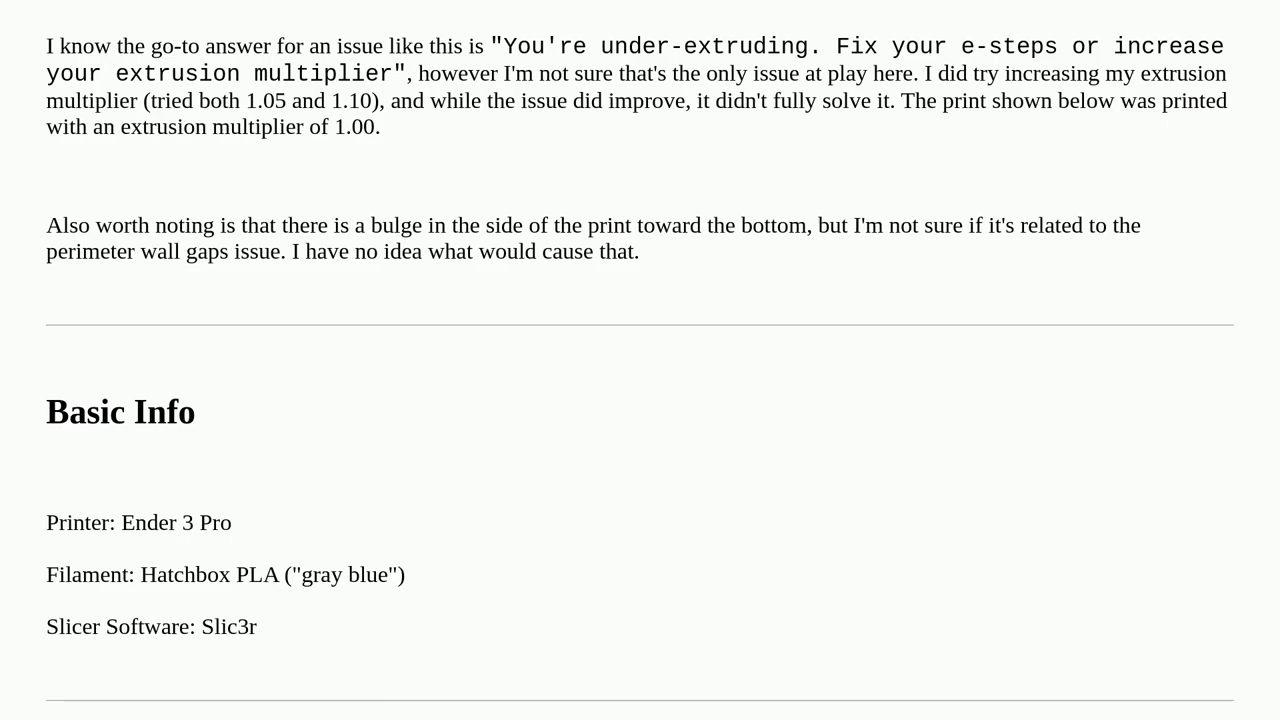 I know the go-to answer for an issue like this is "You're under-extruding. Fix your e-steps or increase
your extrusion multiplier", however I'm not sure that's the only issue at play here. I did try increasing my extrusion
multiplier (tried both 1.05 and 1.10), and while the issue did improve, it didn't fully solve it. The print shown below was printed
with an extrusion multiplier of 1.00.
Also worth noting is that there is a bulge in the side of the print toward the bottom, but I'm not sure if it's related to the
perimeter wall gaps issue. I have no idea what would cause that.
Basic Info
Printer: Ender 3 Pro
Filament: Hatchbox PLA ("gray blue")
Slicer Software: Slic3r